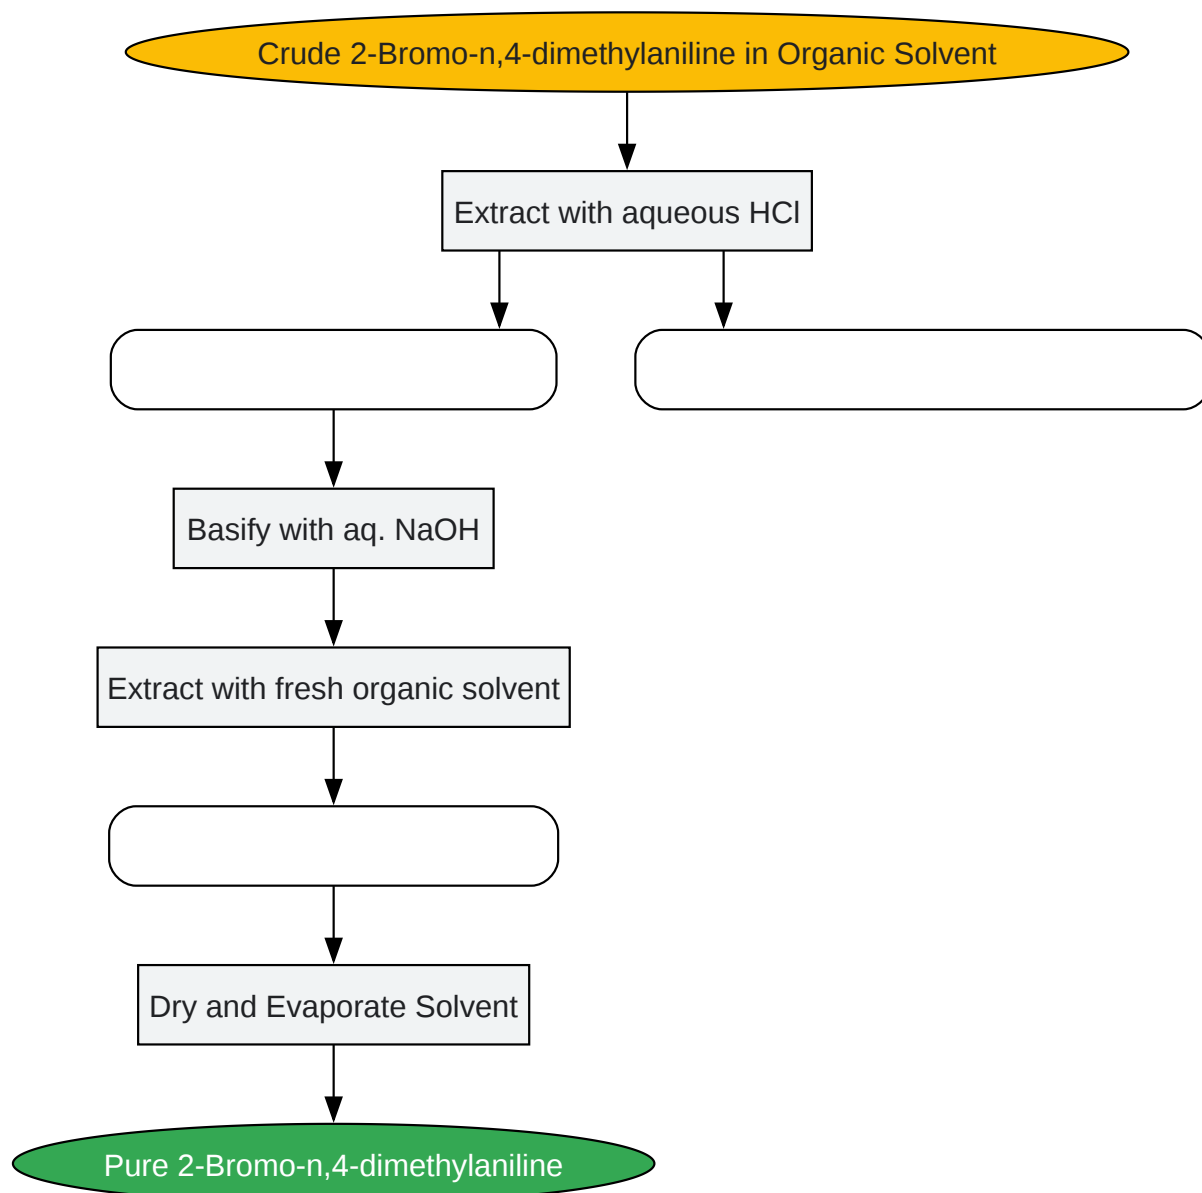 Crude 2-Bromo-n,4-dimethylaniline in Organic Solvent
Extract with aqueous HCl
Basify with aq. NaOH
Extract with fresh organic solvent
Dry and Evaporate Solvent
Pure 2-Bromo-n,4-dimethylaniline